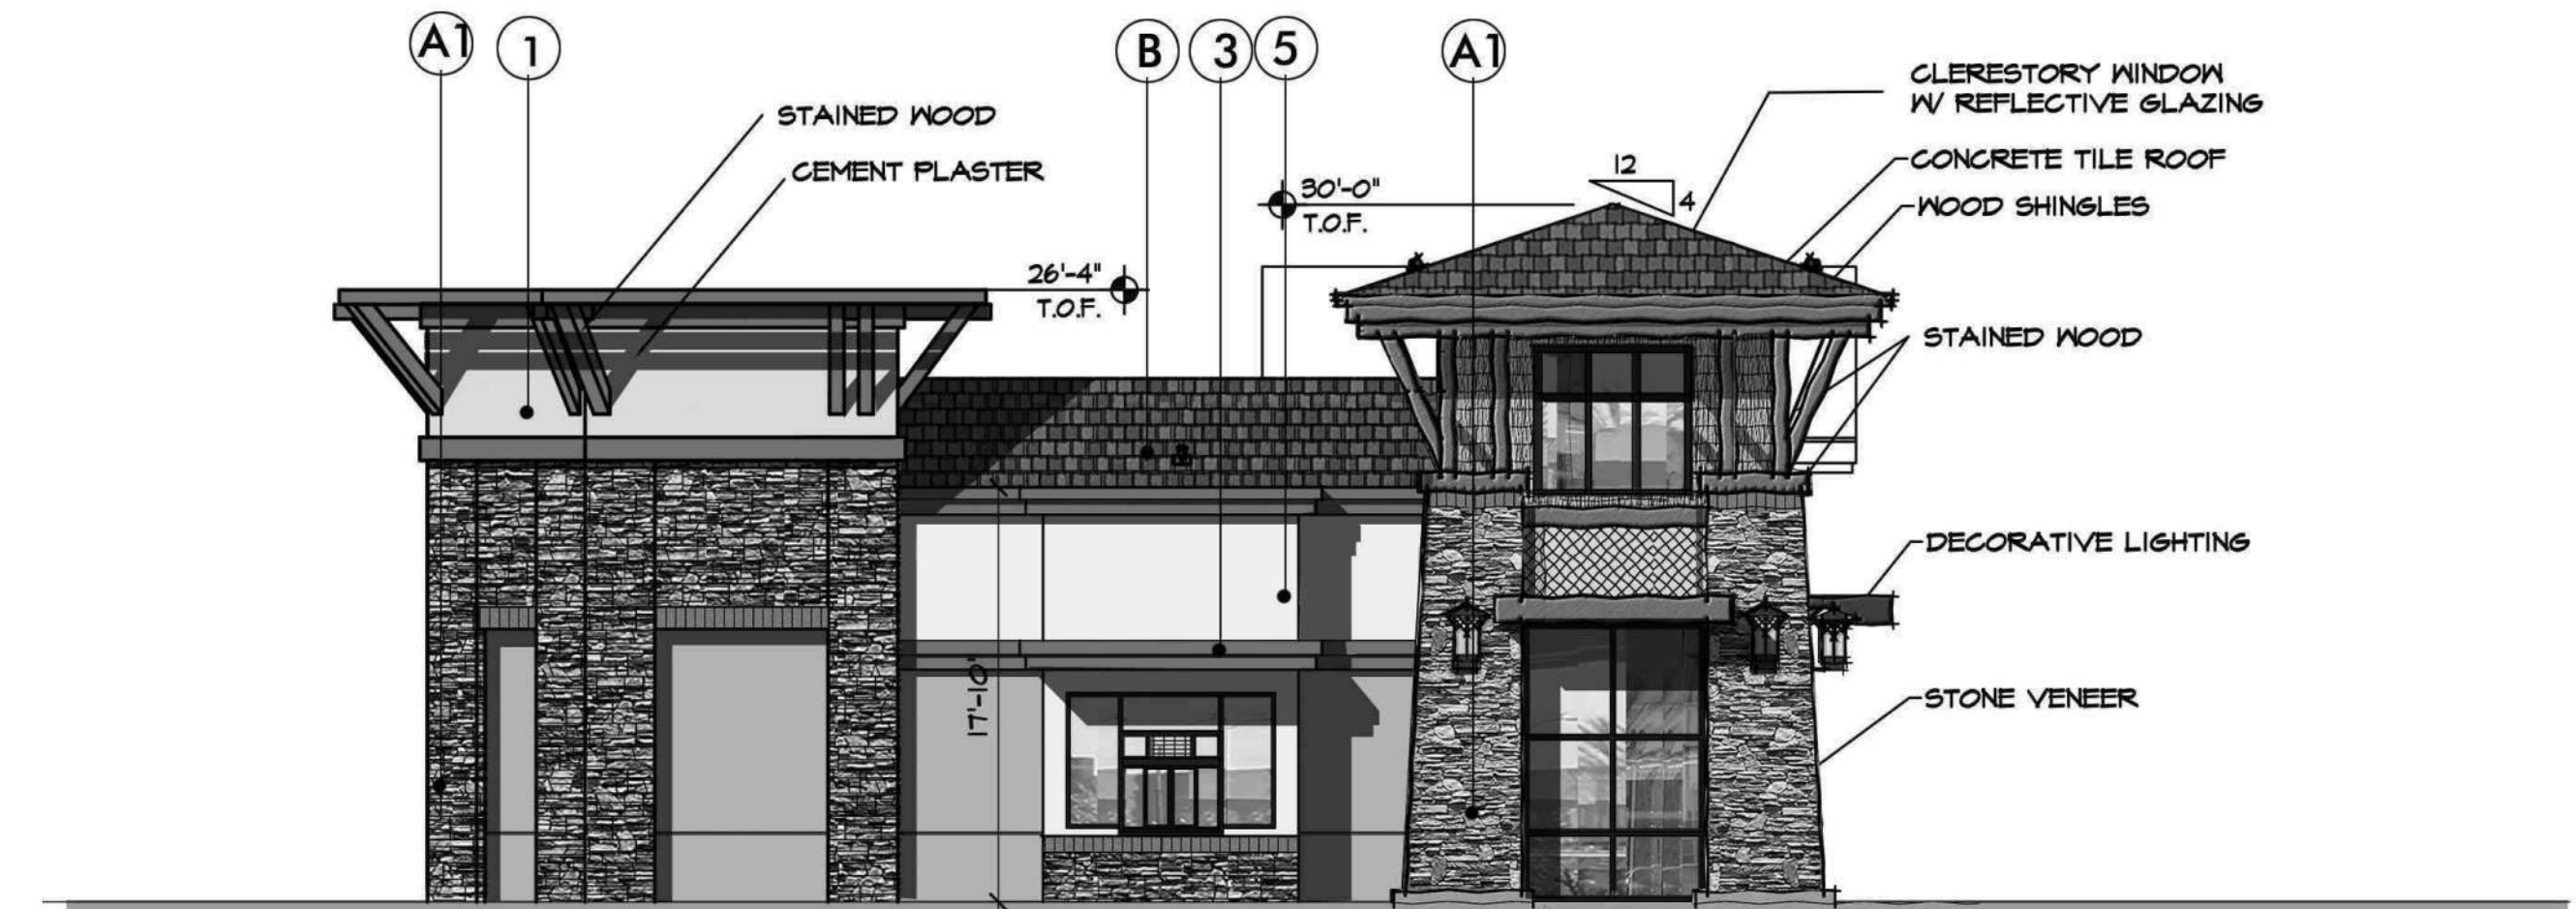 A1
1
B
3
5
A1
CLERESTORY WINDOW
W/ REFLECTIVE GLAZING
STAINED WOOD
CONCRETE TILE ROOF
CEMENT PLASTER
12
4
30'-0"
T.O.F.
WOOD SHINGLES
26'-4"
T.O.F.
STAINED WOOD
DECORATIVE LIGHTING
17'-10"
STONE VENEER